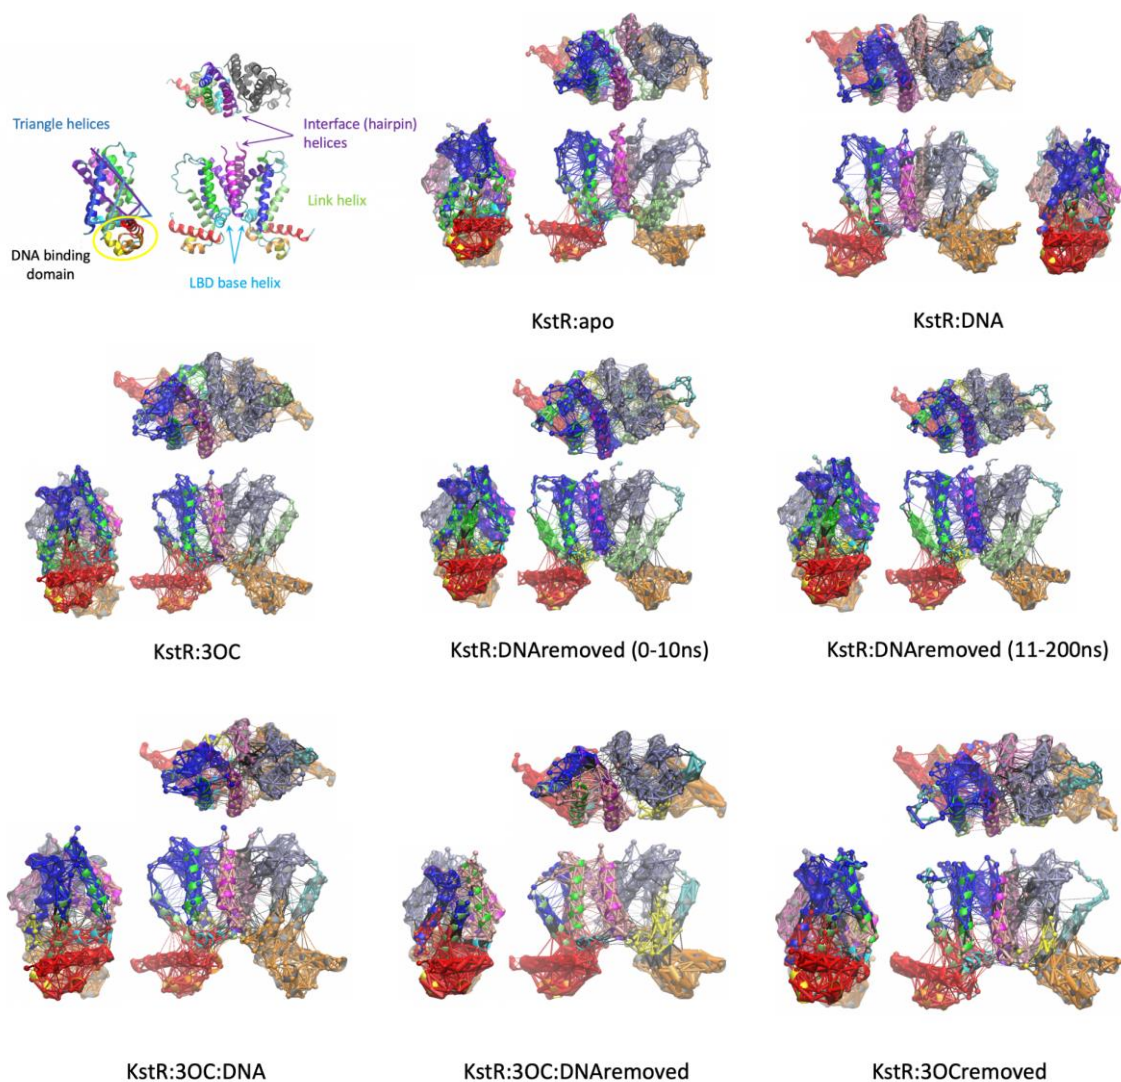 Triangle helices
Interface (hairpin)
helices
Link helix
DNA binding
domain
LBD base helix
KstR:apo
KstR:DNA
KstR:3OC
KstR:DNAremoved (0-10ns)
KstR:DNAremoved (11-200ns)
KstR:3OC:DNA
KstR:3OC:DNAremoved
KstR:3OCremoved